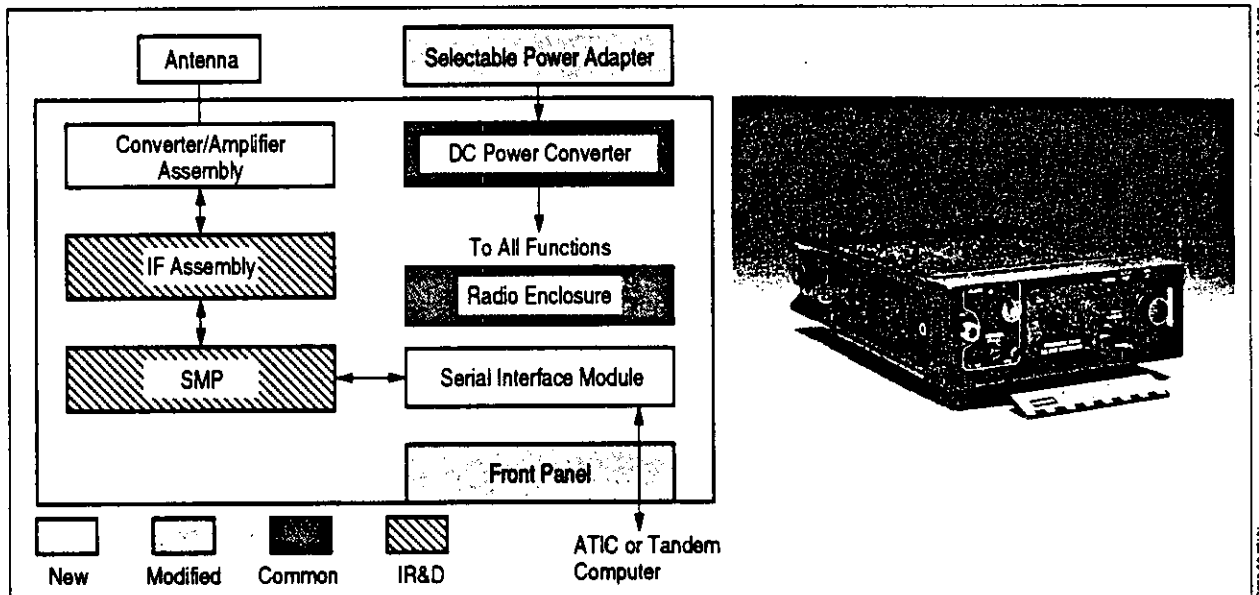 Antenna
Selectable Power Adapter
Converter/Amplifier
Assembly
DC Power Converter
IF Assembly
To All Functions
Radio Enclosure
SMP
Serial Interface Module
Front Panel
ATIC or Tandem
Computer
New
Modified
Common
IR&D